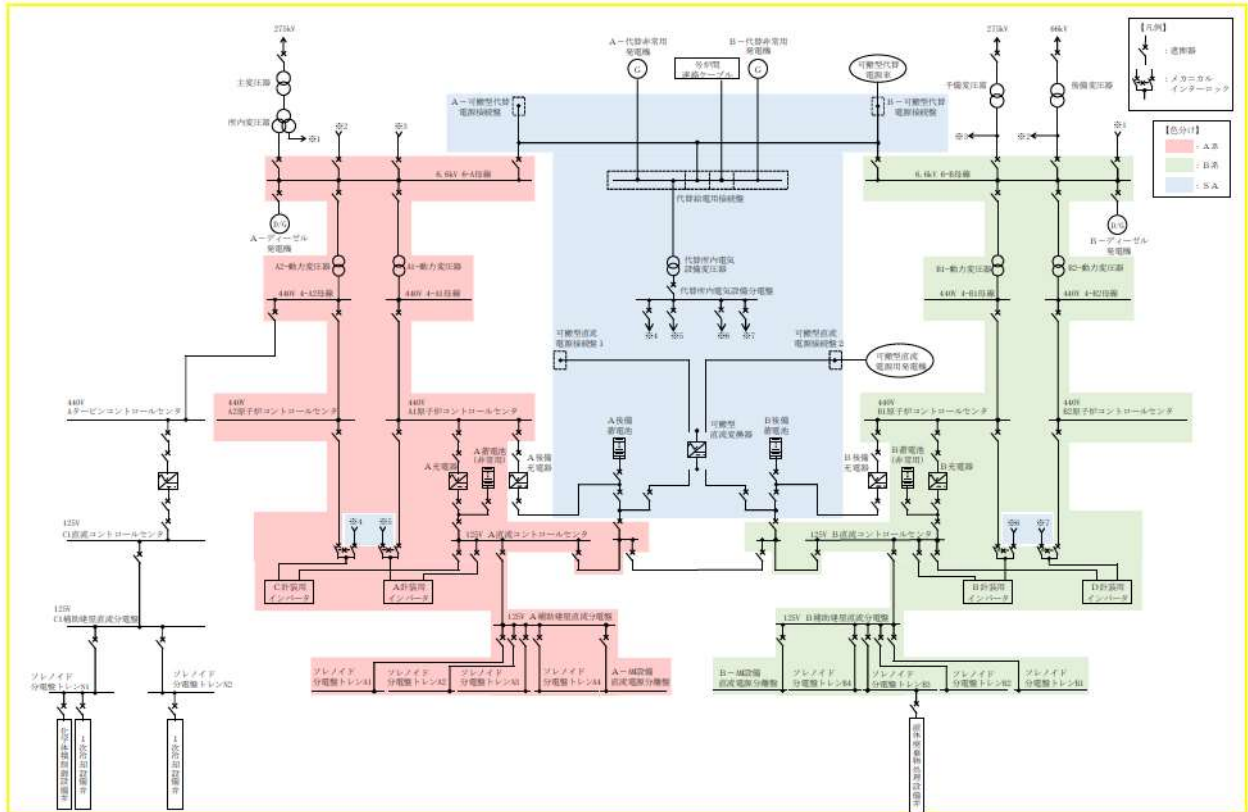 275kV
A-代替非常用
発電機
B-代替非常用
発電機
G
G
号炉間
連絡ケーブル
可搬型代替
電源車
275kV
66kV
【凡例】
:遮断器
:メカニカル
インターロック
主変圧器
所内変圧器
※1
※2
※3
A-可搬型代替
電源接続盤
B-可搬型代替
電源接続盤
予備変圧器
後備変圧器
※3
※2
※1
【色分け】
:A系
:B系
:SA
6.6kV 6-A母線
6.6kV 6-B母線
代替給電用接続盤
D/G
A-ディーゼル
発電機
D/G
B-ディーゼル
発電機
A2-動力変圧器
A1-動力変圧器
代替所内電気
設備変圧器
B1-動力変圧器
B2-動力変圧器
440V 4-A2母線
440V 4-A1母線
代替所内電気設備分電盤
440V 4-B1母線
440V 4-B2母線
※4
※5
※6
※7
可搬型直流
電源接続盤1
可搬型直流
電源接続盤2
可搬型直流
電源用発電機
440V
Aタービンコントロールセンタ
440V
A2原子炉コントロールセンタ
440V
A1原子炉コントロールセンタ
440V
B1原子炉コントロールセンタ
440V
B2原子炉コントロールセンタ
A後備
蓄電池
可搬型
直流変換器
B後備
蓄電池
A充電器
A蓄電池
(非常用)
A後備
充電器
B後備
充電器
B蓄電池
(非常用)
B充電器
125V
C1直流コントロールセンタ
※4
※5
125V A直流コントロールセンタ
125V B直流コントロールセンタ
※6
※7
C計装用
インバータ
A計装用
インバータ
B計装用
インバータ
D計装用
インバータ
125V
C1補助建屋直流分電盤
125V A補助建屋直流分電盤
125V B補助建屋直流分電盤
ソレノイド
分電盤トレンN1
ソレノイド
分電盤トレンN2
ソレノイド
分電盤トレンA1
ソレノイド
分電盤トレンA2
ソレノイド
分電盤トレンA3
ソレノイド
分電盤トレンA4
A-AM設備
直流電源分離盤
B-AM設備
直流電源分離盤
ソレノイド
分電盤トレンB4
ソレノイド
分電盤トレンB3
ソレノイド
分電盤トレンB2
ソレノイド
分電盤トレンB1
化学体積制御設備等
1次冷却設備等
1次冷却設備等